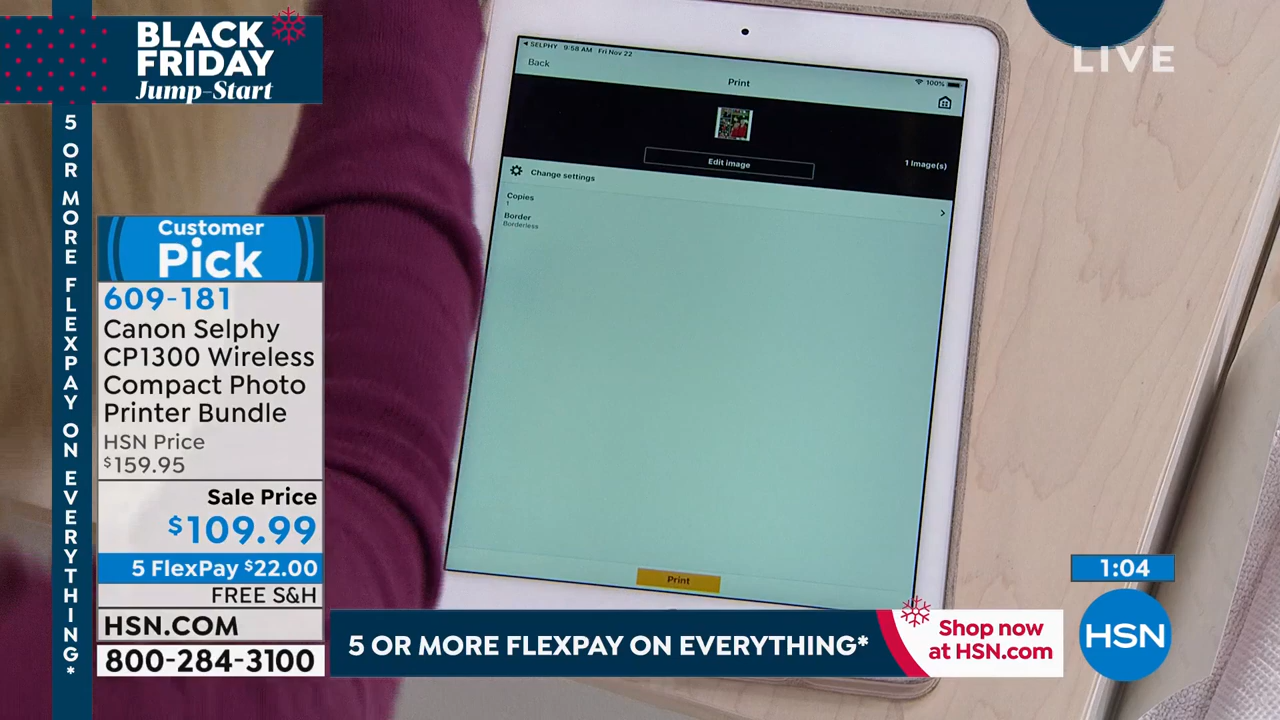 BLACK
FRIDAY
Jump-Start
5 OR MORE FLEXPAY ON EVERYTHING*
Customer
Pick
609-181
Canon Selphy
CP1300 Wireless
Compact Photo
Printer Bundle
HSN Price
$159.95
Sale Price
$109.99
5 FlexPay $22.00
FREE S&H
HSN.COM
800-284-3100
SELPHY 9:58 AM Fri Nov 22
100%
Back
Print
Edit image
1 Image(s)
Change settings
Copies
1
Border
Borderless
Print
LIVE
1:04
HSN
5 OR MORE FLEXPAY ON EVERYTHING*
Shop now
at HSN.com